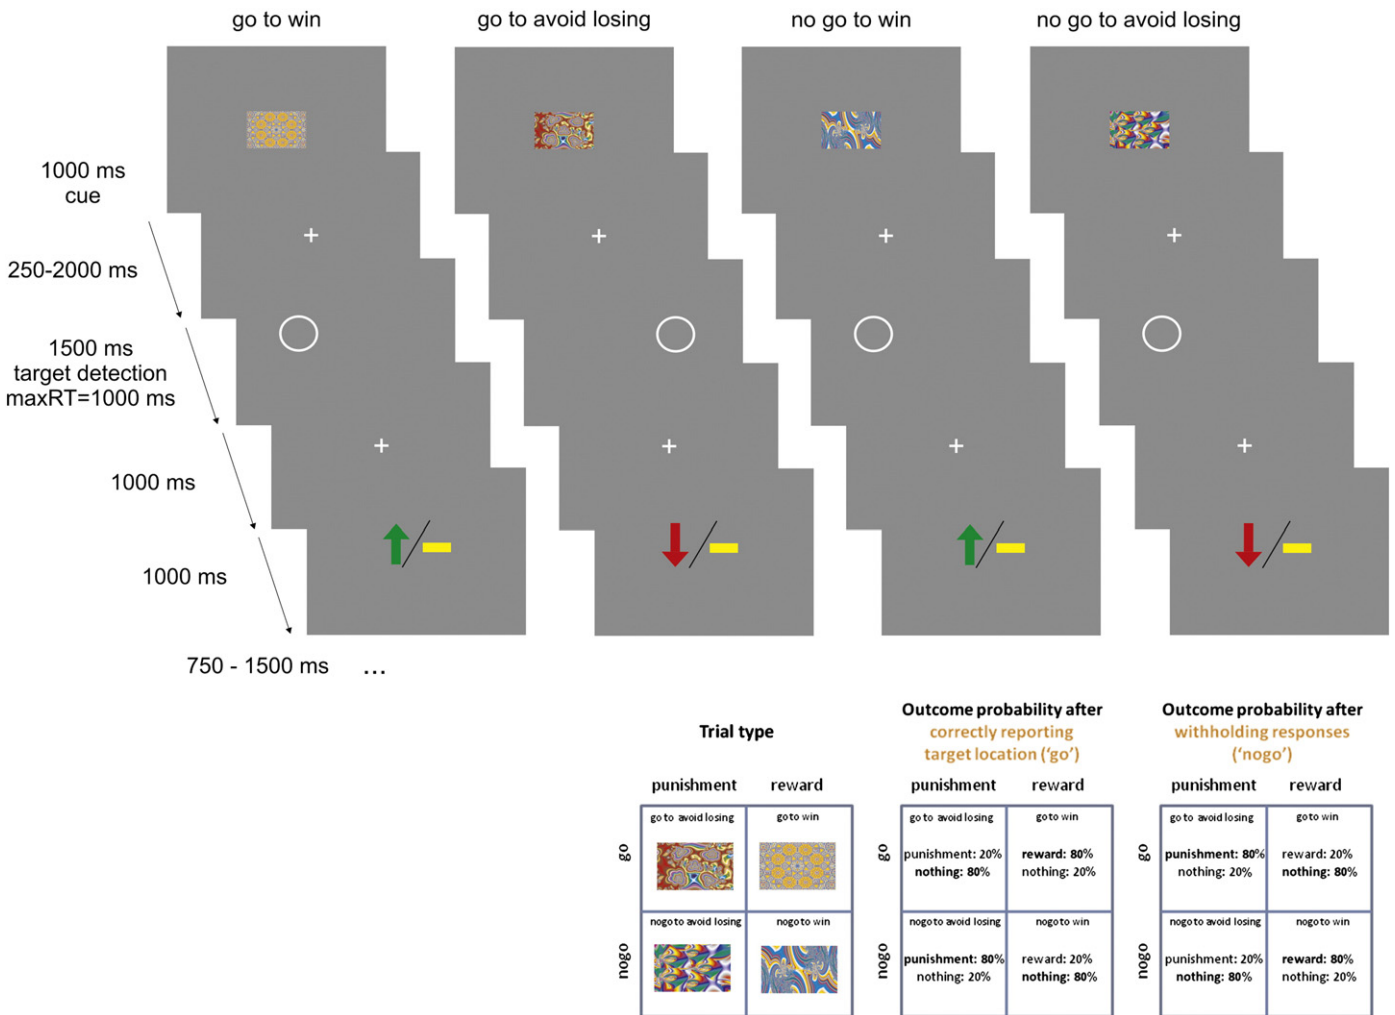 go to win
go to avoid losing
no go to win
no go to avoid losing
1000 ms
cue
250-2000 ms
1500 ms
target detection
maxRT=1000 ms
1000 ms
1000 ms
750 - 1500 ms ...
Trial type
punishment reward
go
go to avoid losing
go to win
nogo
nogo to avoid losing
nogo to win
Outcome probability after
correctly reporting
target location (‘go’)
punishment reward
go
go to avoid losing
punishment: 20%
nothing: 80%
go to win
reward: 80%
nothing: 20%
nogo
nogo to avoid losing
punishment: 80%
nothing: 20%
nogo to win
reward: 20%
nothing: 80%
Outcome probability after
withholding responses
(‘nogo’)
punishment reward
go
go to avoid losing
punishment: 80%
nothing: 20%
go to win
reward: 20%
nothing: 80%
nogo
nogo to avoid losing
punishment: 20%
nothing: 80%
nogo to win
reward: 80%
nothing: 20%